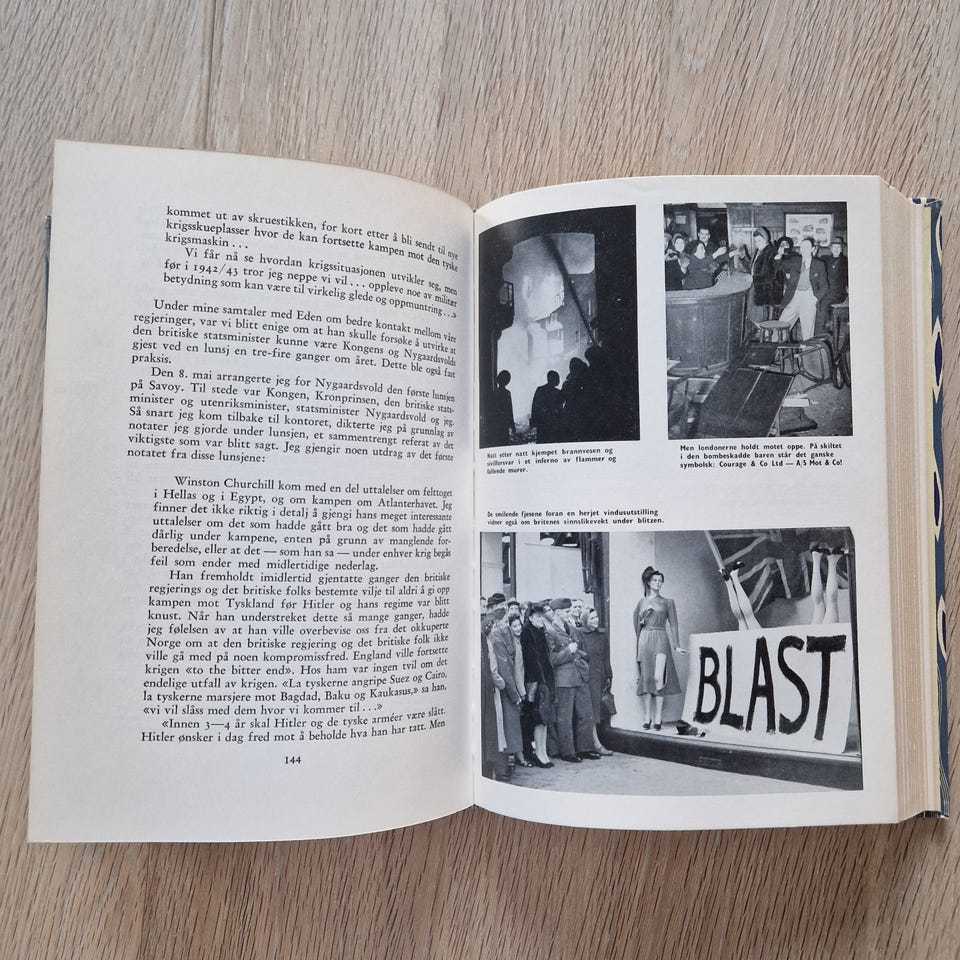 kommet ut av skruestikken, for kort etter å bli sendt til nye
krigsskueplasser hvor de kan fortsette kampen mot den tyske
krigsmaskin . . .
Vi får nå se hvordan krigssituasjonen utvikler seg, men
før i 1942/43 tror jeg neppe vi vil . . . oppleve noe av militær
betydning som kan være til virkelig glede og oppmuntring . . .»
Under mine samtaler med Eden om bedre kontakt mellom våre
regjeringer, var vi blitt enige om at han skulle forsøke å utvirke at
den britiske statsminister kunne være Kongens og Nygaardsvolds
gjest ved en lunsj en tre-fire ganger om året. Dette ble også fast
praksis.
Den 8. mai arrangerte jeg for Nygaardsvold den første lunsjen
på Savoy. Til stede var Kongen, Kronprinsen, den britiske stats-
minister og utenriksminister, statsminister Nygaardsvold og jeg.
Så snart jeg kom tilbake til kontoret, dikterte jeg på grunnlag av
notater jeg gjorde under lunsjen, et sammentrengt referat av det
viktigste som var blitt sagt. Jeg gjengir noen utdrag av det første
notatet fra disse lunsjene:
Winston Churchill kom med en del uttalelser om felttoget
i Hellas og i Egypt, og om kampen om Atlanterhavet. Jeg
finner det ikke riktig i detalj å gjengi hans meget interessante
uttalelser om det som hadde gått bra og det som hadde gått
dårlig under kampene, enten på grunn av manglende for-
beredelse, eller at det — som han sa — under enhver krig begås
feil som ender med midlertidige nederlag.
Han fremholdt imidlertid gjentatte ganger den britiske
regjerings og det britiske folks bestemte vilje til aldri å gi opp
kampen mot Tyskland før Hitler og hans regime var blitt
knust. Når han understreket dette så mange ganger, hadde
jeg følelsen av at han ville overbevise oss fra det okkuperte
Norge om at den britiske regjering og det britiske folk ikke
ville gå med på noen kompromissfred. England ville fortsette
krigen «to the bitter end». Hos ham var ingen tvil om det
endelige utfall av krigen. «La tyskerne angripe Suez og Cairo,
la tyskerne marsjere mot Bagdad, Baku og Kaukasus,» sa han,
«vi vil slåss med dem hvor vi kommer til . . .»
«Innen 3—4 år skal Hitler og de tyske arméer være slått.
Hitler ønsker i dag fred mot å beholde hva han har tatt. Men
144
Natt etter natt kjempet brannvesen og
sivilforsvar i et inferno av flammer og
fallende murer.
Men londonerne holdt motet oppe. På skiltet
i den bombeskadde baren står det ganske
symbolsk: Courage & Co Ltd — A/S Mot & Co!
De smilende fjesene foran en herjet vindusutstilling
vidner også om britenes sinnslikevekt under blitzen.
BLAST